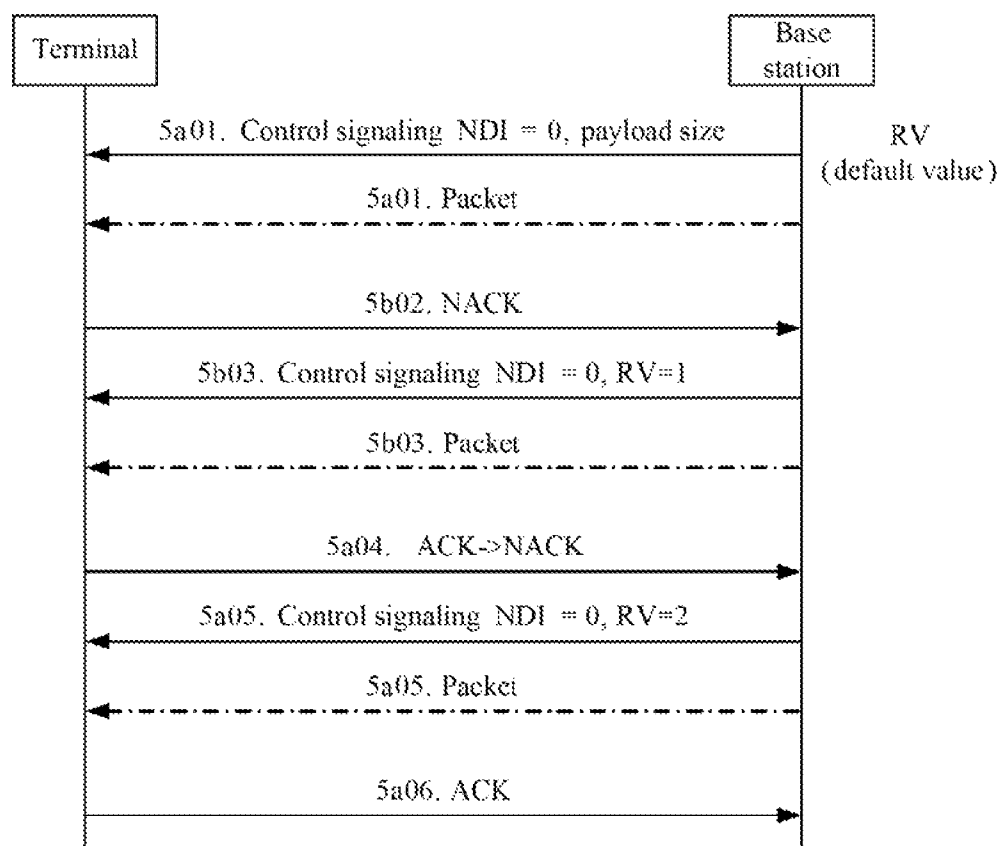 Terminal
Base
station
5a01. Control signaling NDI = 0, payload size
RV
(default value)
5a01. Packet
5b02. NACK
5b03. Control signaling NDI = 0, RV=1
5b03. Packet
5a04. ACK->NACK
5a05. Control signaling NDI = 0, RV=2
5a05. Packet
5a06. ACK